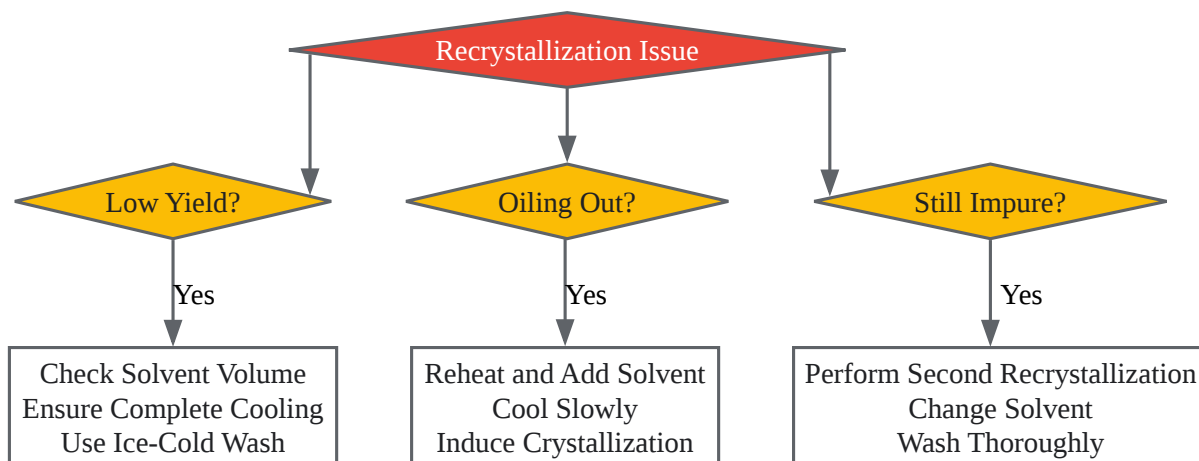 Recrystallization Issue
Low Yield?
Oiling Out?
Still Impure?
Yes
Yes
Yes
Check Solvent Volume
Ensure Complete Cooling
Use Ice-Cold Wash
Reheat and Add Solvent
Cool Slowly
Induce Crystallization
Perform Second Recrystallization
Change Solvent
Wash Thoroughly